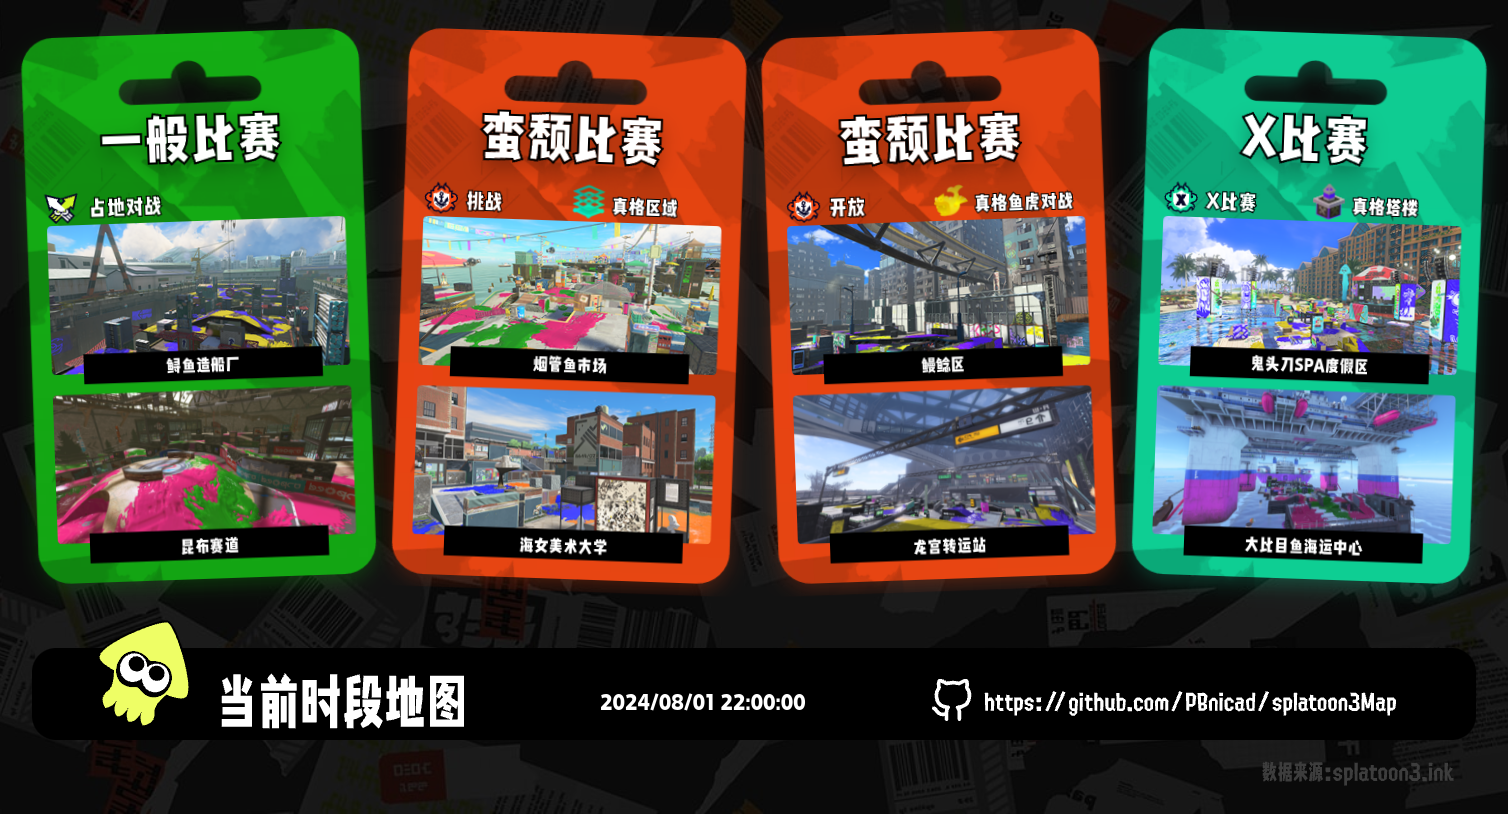 一般比赛
占地对战
鲟鱼造船厂
昆布赛道
蛮颓比赛
挑战
真格区域
烟管鱼市场
海女美术大学
蛮颓比赛
开放
真格鱼虎对战
鳗鲶区
龙宫转运站
X比赛
X比赛
真格塔楼
鬼头刀SPA度假区
大比目鱼海运中心
当前时段地图
2024/08/01 22:00:00
https://github.com/PBnicad/splatoon3Map
数据来源:splatoon3.ink